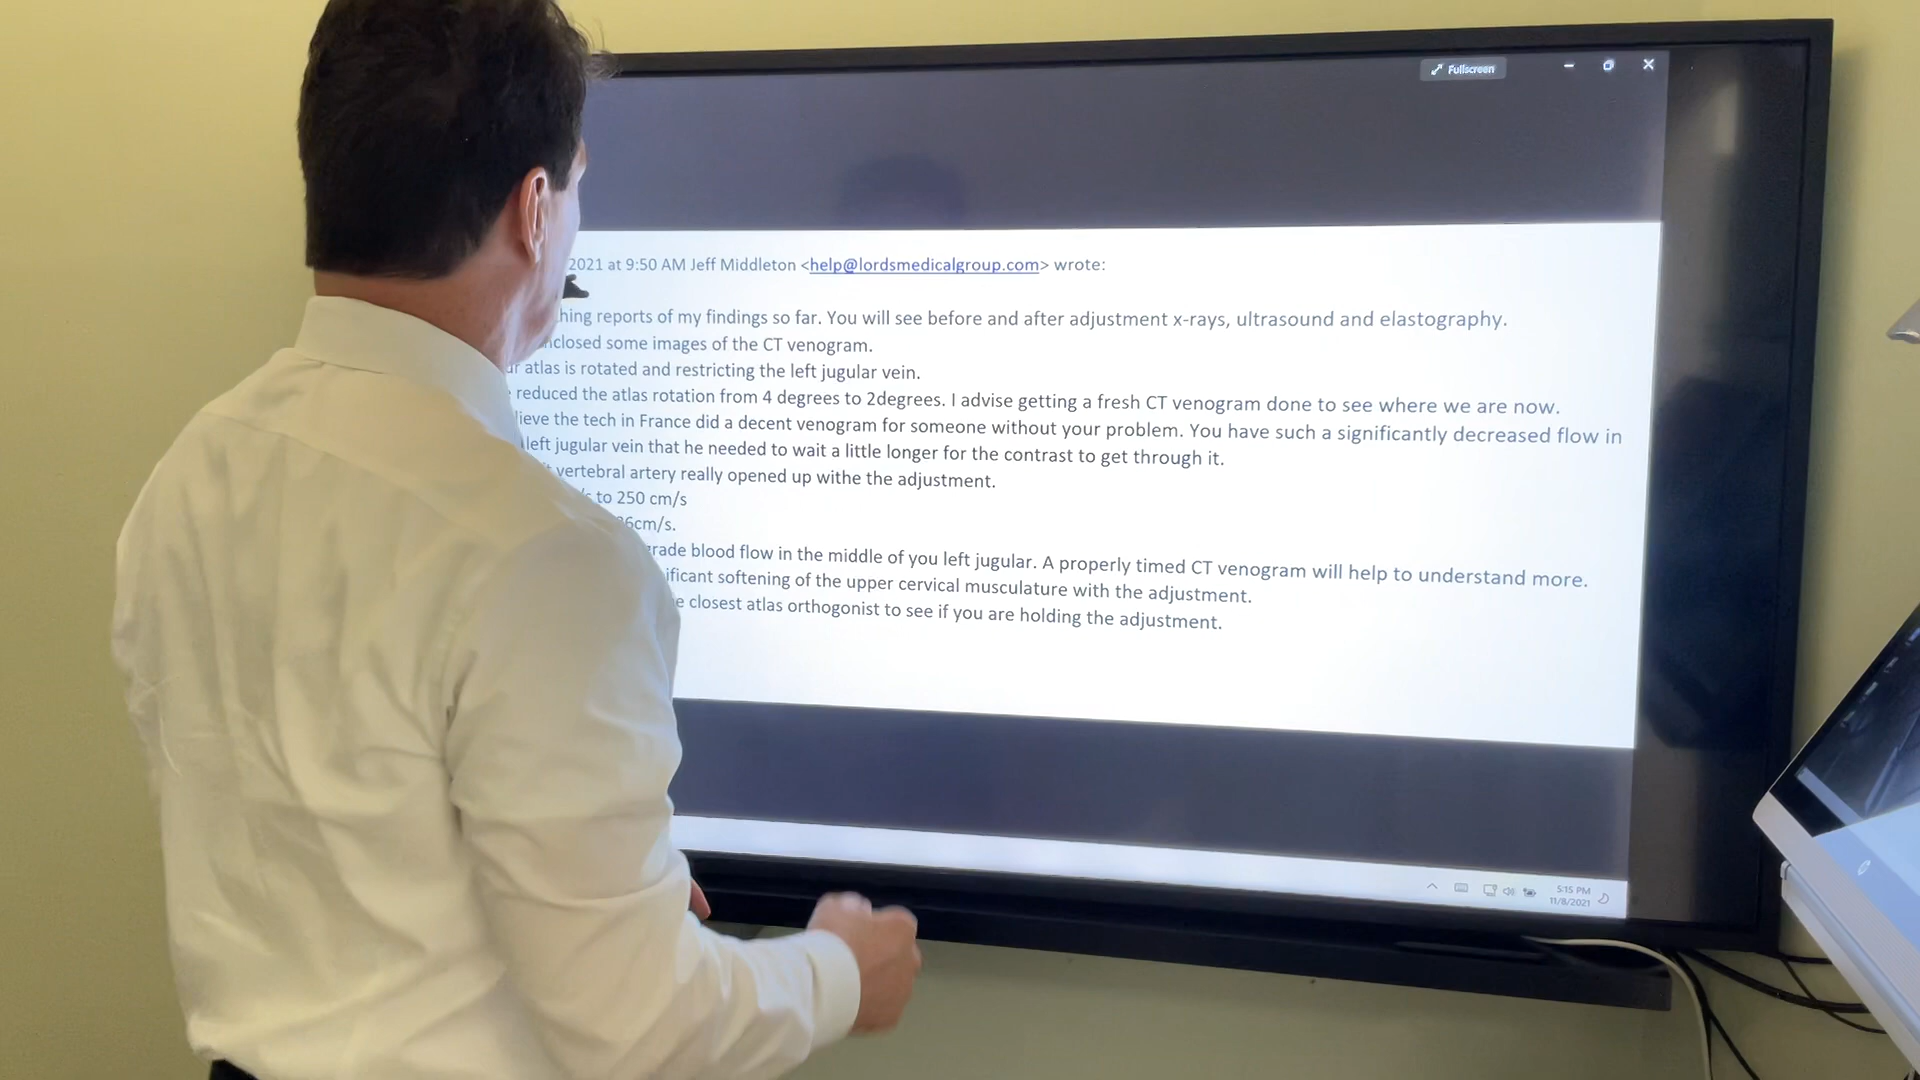 Fullscreen
2021 at 9:50 AM Jeff Middleton <help@lordsmedicalgroup.com> wrote:
reports of my findings so far. You will see before and after adjustment x-rays, ultrasound and elastography.
some images of the CT venogram.
atlas is rotated and restricting the left jugular vein.
reduced the atlas rotation from 4 degrees to 2degrees. I advise getting a fresh CT venogram done to see where we are now.
the tech in France did a decent venogram for someone without your problem. You have such a significantly decreased flow in
left jugular vein that he needed to wait a little longer for the contrast to get through it.
vertebral artery really opened up withe the adjustment.
to 250 cm/s
blood flow in the middle of you left jugular. A properly timed CT venogram will help to understand more.
softening of the upper cervical musculature with the adjustment.
closest atlas orthogonist to see if you are holding the adjustment.
5:15 PM
11/8/2021